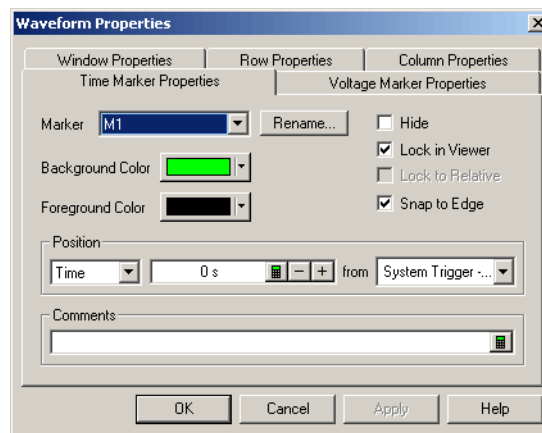 Waveform Properties
Window Properties Row Properties Column Properties
Time Marker Properties Voltage Marker Properties
Marker M1 Rename... Hide
Lock in Viewer
Background Color Lock to Relative
Foreground Color Snap to Edge
Position
Time 0 s from System Trigger -...
Comments
OK Cancel Apply Help